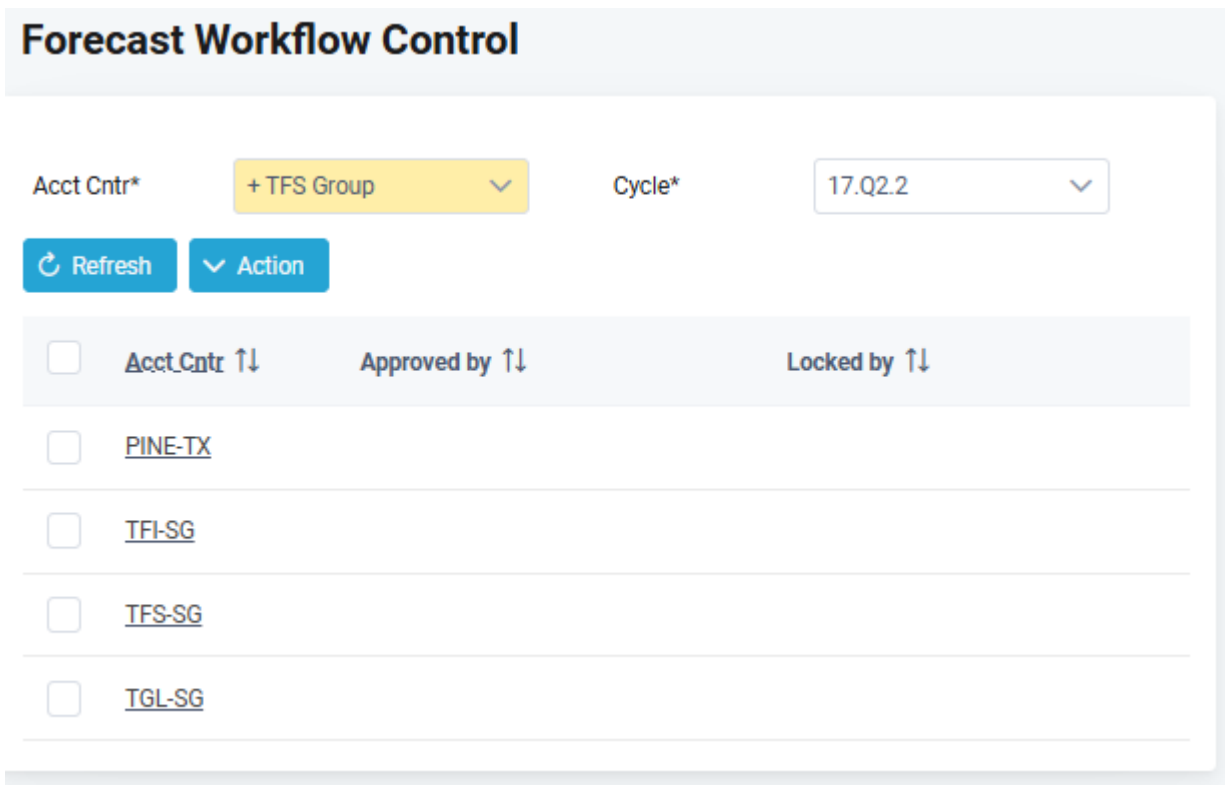 Forecast Workflow Control
Acct Cntr* + TFS Group Cycle* 17.Q2.2
Refresh Action
Acct Cntr ↑↓ Approved by ↑↓ Locked by ↑↓
PINE-TX
TFI-SG
TFS-SG
TGL-SG